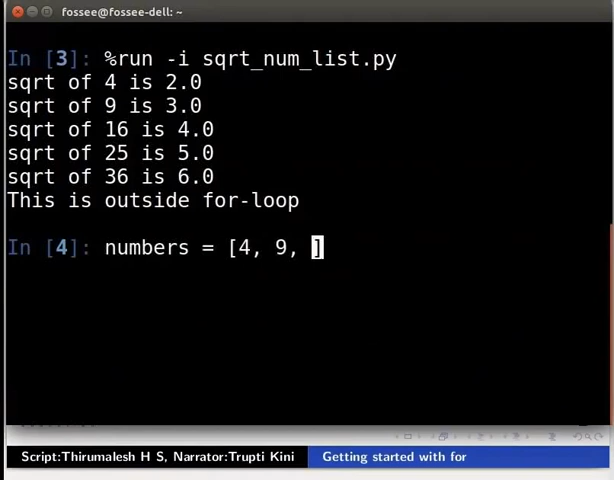 fossee@fossee-dell: ~
In [3]: %run -i sqrt_num_list.py
sqrt of 4 is 2.0
sqrt of 9 is 3.0
sqrt of 16 is 4.0
sqrt of 25 is 5.0
sqrt of 36 is 6.0
This is outside for-loop
In [4]: numbers = [4, 9, ]
Script:Thirumalesh H S, Narrator:Trupti Kini
Getting started with for